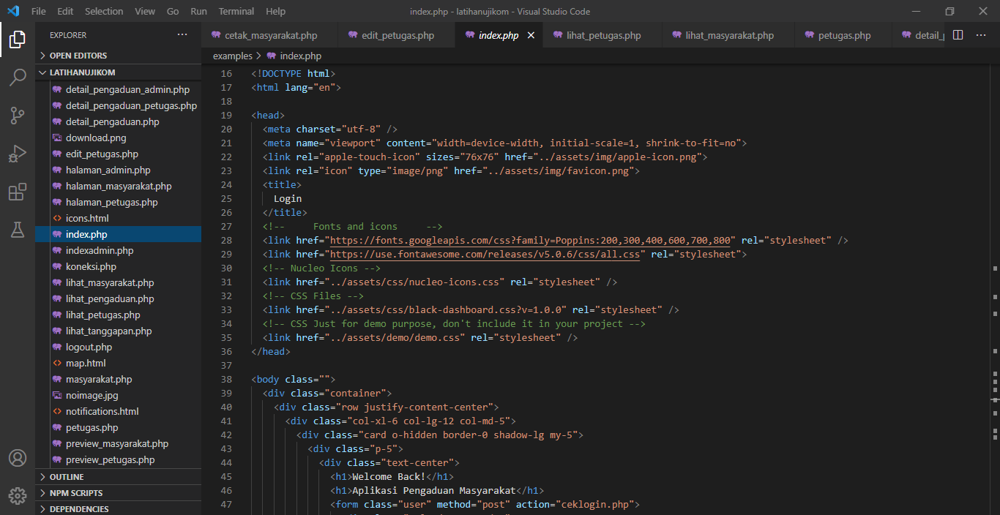 File Edit Selection View Go Run Terminal Help
index.php - latihanujikom - Visual Studio Code
EXPLORER
OPEN EDITORS
LATIHANUJIKOM
detail_pengaduan_admin.php
detail_pengaduan_petugas.php
detail_pengaduan.php
download.png
edit_petugas.php
halaman_admin.php
halaman_masyarakat.php
halaman_petugas.php
icons.html
index.php
indexadmin.php
koneksi.php
lihat_masyarakat.php
lihat_pengaduan.php
lihat_petugas.php
lihat_tanggapan.php
logout.php
map.html
masyarakat.php
noimage.jpg
notifications.html
petugas.php
preview_masyarakat.php
preview_petugas.php
OUTLINE
NPM SCRIPTS
DEPENDENCIES
cetak_masyarakat.php edit_petugas.php index.php lihat_petugas.php lihat_masyarakat.php petugas.php detail_
examples > index.php
16 <!DOCTYPE html>
17 <html lang="en">
18
19 <head>
20 <meta charset="utf-8" />
21 <meta name="viewport" content="width=device-width, initial-scale=1, shrink-to-fit=no">
22 <link rel="apple-touch-icon" sizes="76x76" href="../assets/img/apple-icon.png">
23 <link rel="icon" type="image/png" href="../assets/img/favicon.png">
24 <title>
25 Login
26 </title>
27 <!--     Fonts and icons     -->
28 <link href="https://fonts.googleapis.com/css?family=Poppins:200,300,400,600,700,800" rel="stylesheet" />
29 <link href="https://use.fontawesome.com/releases/v5.0.6/css/all.css" rel="stylesheet">
30 <!-- Nucleo Icons -->
31 <link href="../assets/css/nucleo-icons.css" rel="stylesheet" />
32 <!-- CSS Files -->
33 <link href="../assets/css/black-dashboard.css?v=1.0.0" rel="stylesheet" />
34 <!-- CSS Just for demo purpose, don't include it in your project -->
35 <link href="../assets/demo/demo.css" rel="stylesheet" />
36 </head>
37
38 <body class="">
39 <div class="container">
40 <div class="row justify-content-center">
41 <div class="col-xl-6 col-lg-12 col-md-5">
42 <div class="card o-hidden border-0 shadow-lg my-5">
43 <div class="p-5">
44 <div class="text-center">
45 <h1>Welcome Back!</h1>
46 <h1>Aplikasi Pengaduan Masyarakat</h1>
47 <form class="user" method="post" action="ceklogin.php">